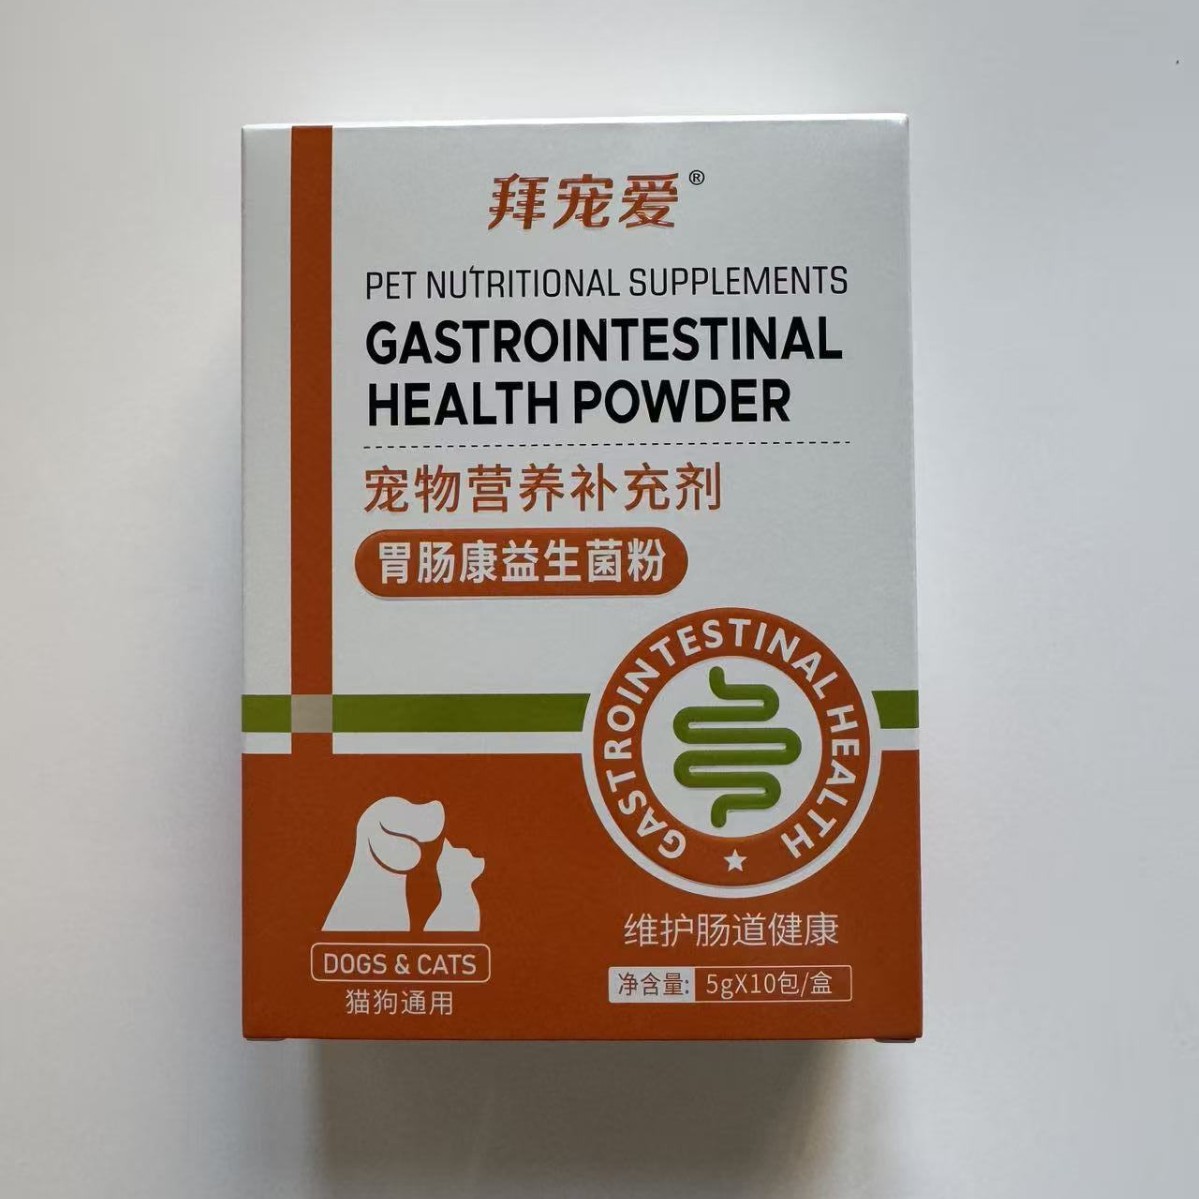 拜宠爱®
PET NUTRITIONAL SUPPLEMENTS
GASTROINTESTINAL
HEALTH POWDER
宠物营养补充剂
胃肠康益生菌粉
GASTROINTESTINAL HEALTH
维护肠道健康
净含量: 5gX10包/盒
DOGS & CATS
猫狗通用